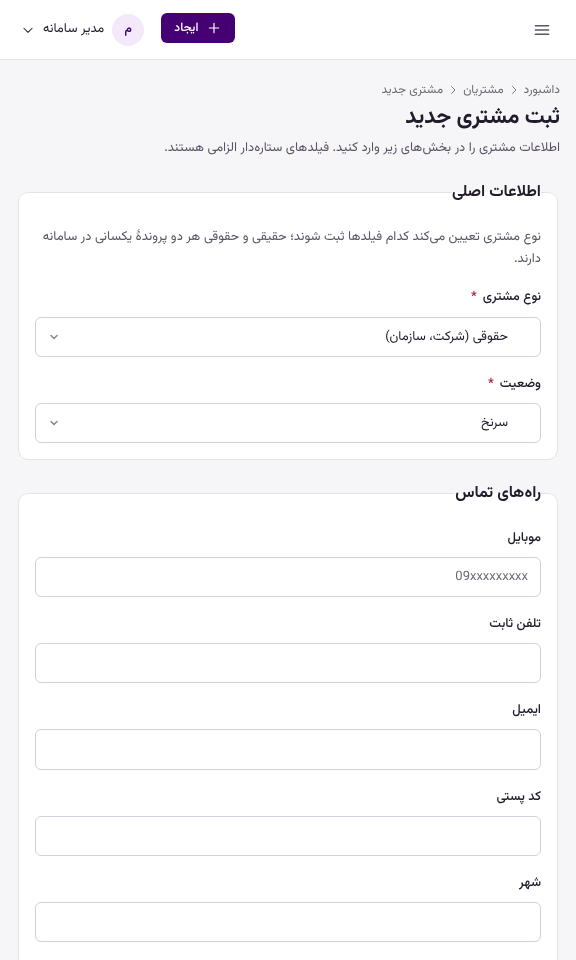 ایجاد
م
مدیر سامانه
داشبورد
مشتریان
مشتری جدید
ثبت مشتری جدید
اطلاعات مشتری را در بخش‌های زیر وارد کنید. فیلدهای ستاره‌دار الزامی هستند.
اطلاعات اصلی
نوع مشتری تعیین می‌کند کدام فیلدها ثبت شوند؛ حقیقی و حقوقی هر دو پروندهٔ یکسانی در سامانه
دارند.
نوع مشتری *
حقوقی (شرکت، سازمان)
وضعیت *
سرنخ
راه‌های تماس
موبایل
09xxxxxxxxx
تلفن ثابت
ایمیل
کد پستی
شهر